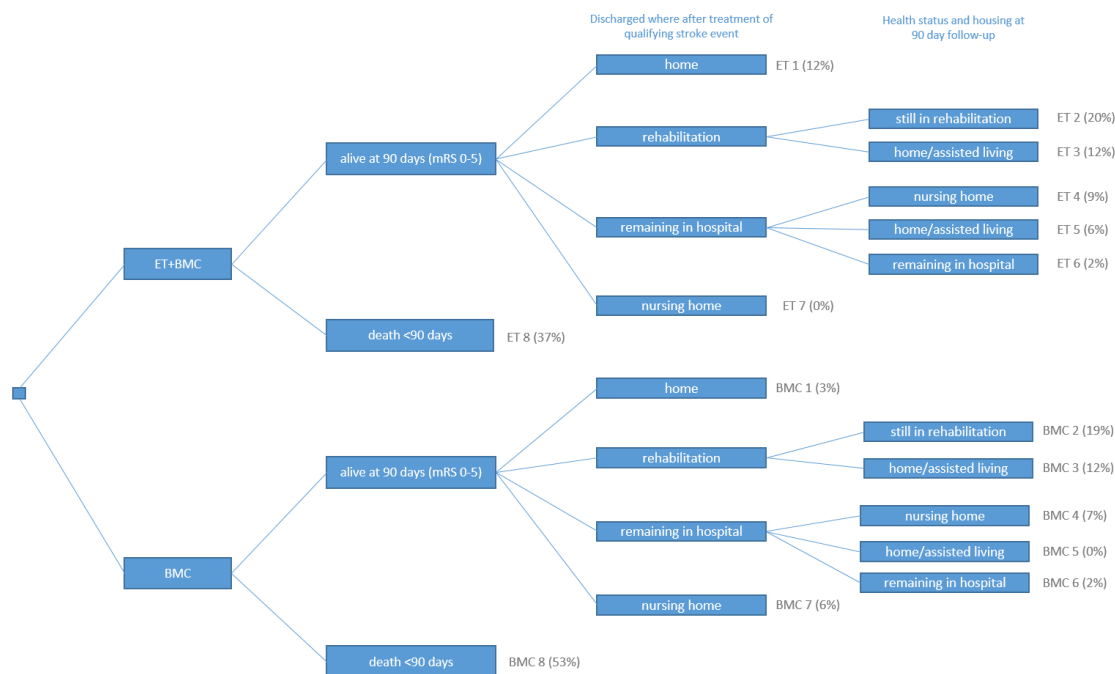 Discharged where after treatment of
qualifying stroke event
Health status and housing at
90 day follow-up
home
ET 1 (12%)
still in rehabilitation
ET 2 (20%)
rehabilitation
alive at 90 days (mRS 0-5)
home/assisted living
ET 3 (12%)
nursing home
ET 4 (9%)
remaining in hospital
home/assisted living
ET 5 (6%)
ET+BMC
remaining in hospital
ET 6 (2%)
nursing home
ET 7 (0%)
death <90 days
ET 8 (37%)
home
BMC 1 (3%)
still in rehabilitation
BMC 2 (19%)
rehabilitation
alive at 90 days (mRS 0-5)
home/assisted living
BMC 3 (12%)
nursing home
BMC 4 (7%)
remaining in hospital
home/assisted living
BMC 5 (0%)
BMC
remaining in hospital
BMC 6 (2%)
nursing home
BMC 7 (6%)
death <90 days
BMC 8 (53%)